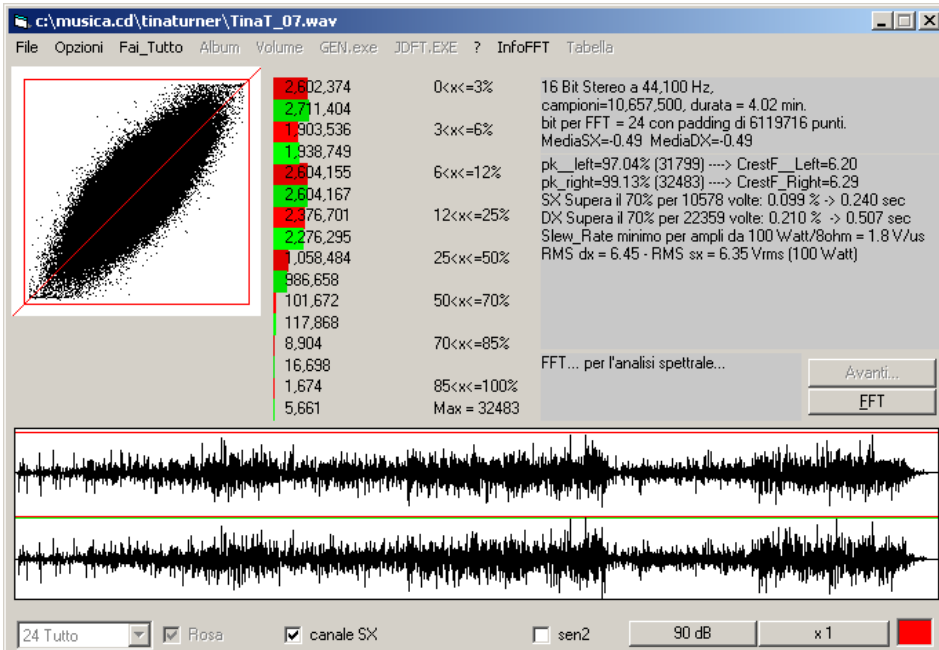 c:\musica.cd\tinaturner\TinaT_07.wav
File Opzioni Fai_Tutto Album Volume GEN.exe JDFT.EXE ? InfoFFT Tabella
2,602,374 0<x<=3%
2,711,404
1,903,536 3<x<=6%
1,938,749
2,604,155 6<x<=12%
2,604,167
2,376,701 12<x<=25%
2,276,295
1,058,484 25<x<=50%
986,658
101,672 50<x<=70%
117,868
8,904 70<x<=85%
16,698
1,674 85<x<=100%
5,661 Max = 32483
16 Bit Stereo a 44,100 Hz,
campioni=10,657,500, durata = 4.02 min.
bit per FFT = 24 con padding di 6119716 punti.
MediaSX=-0.49 MediaDX=-0.49
pk__left=97.04% (31799) ----> CrestF__Left=6.20
pk_right=99.13% (32483) ----> CrestF_Right=6.29
SX Supera il 70% per 10578 volte: 0.099 % -> 0.240 sec
DX Supera il 70% per 22359 volte: 0.210 % -> 0.507 sec
Slew_Rate minimo per ampli da 100 Watt/8ohm = 1.8 V/us
RMS dx = 6.45 - RMS sx = 6.35 Vrms (100 Watt)
FFT... per l'analisi spettrale...
Avanti...
FFT
24 Tutto Rosa canale SX sen2 90 dB x 1